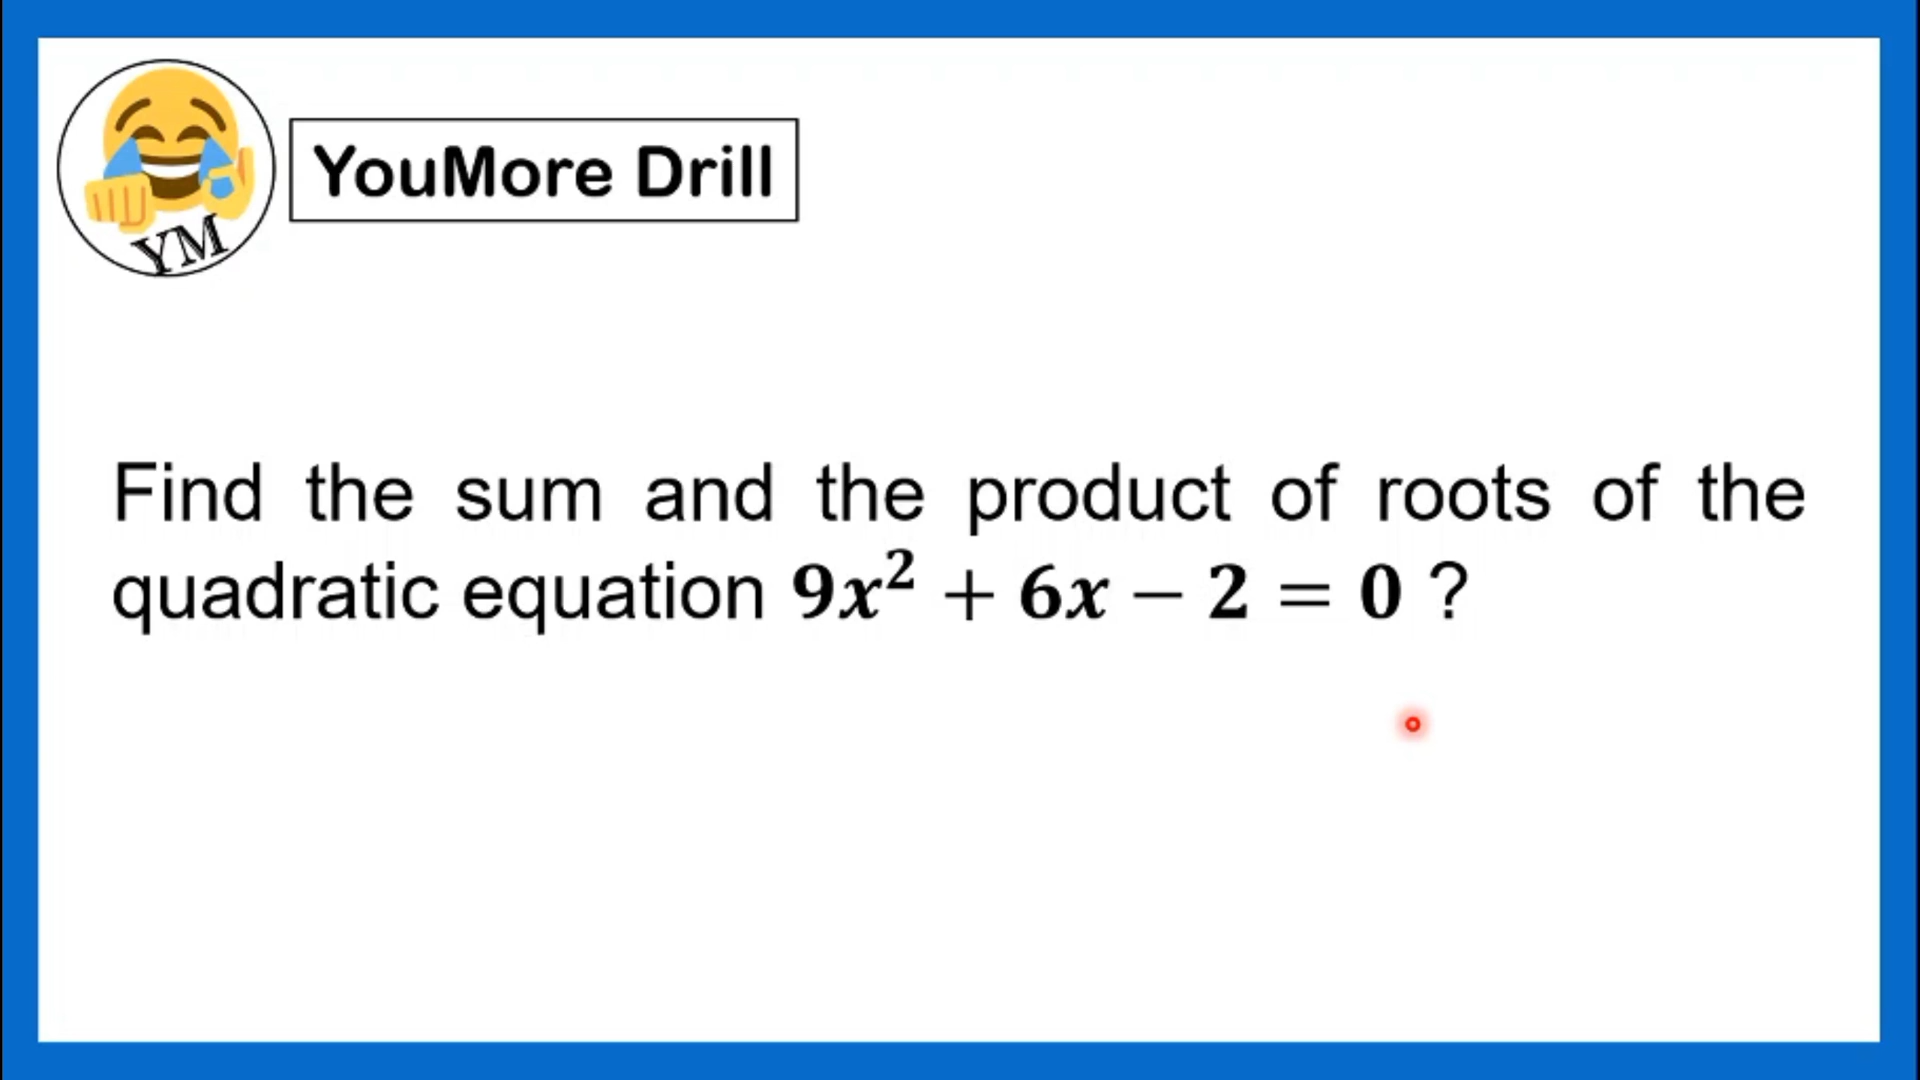 YM
YouMore Drill
Find the sum and the product of roots of the
quadratic equation 9x² + 6x − 2 = 0 ?